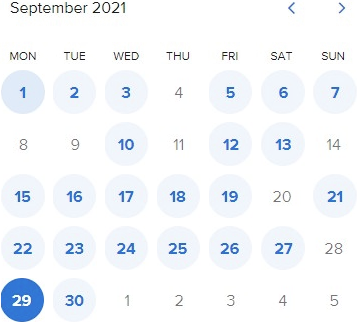 September 2021
MON TUE WED THU FRI SAT SUN
1 2 3 4 5 6 7
8 9 10 11 12 13 14
15 16 17 18 19 20 21
22 23 24 25 26 27 28
29 30 1 2 3 4 5